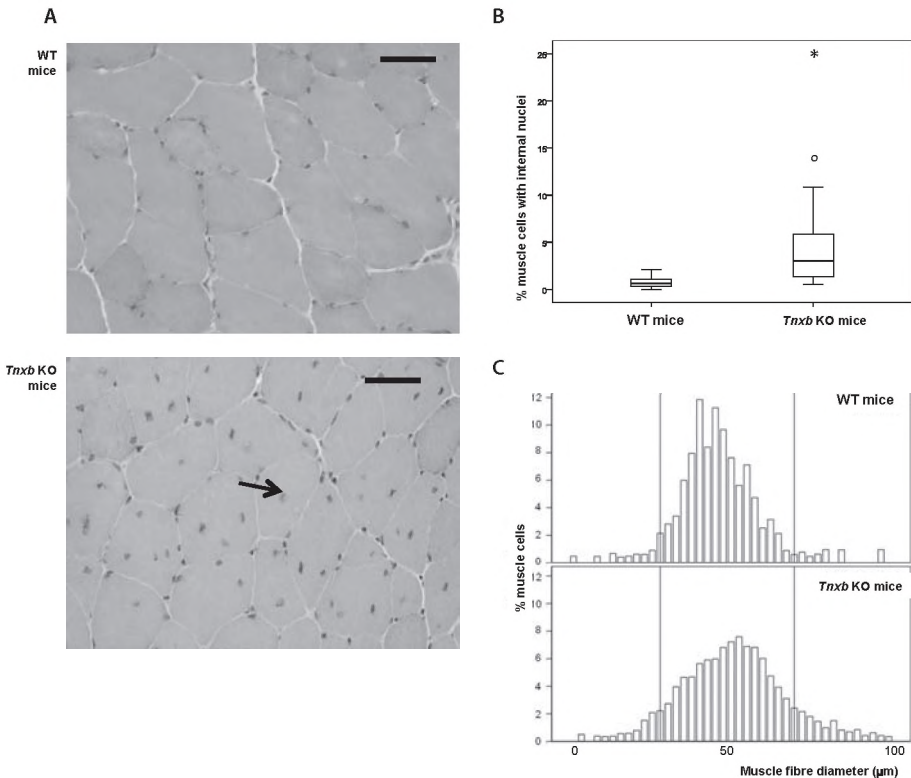 A
WT
mice
Tnxb KO
mice
B
% muscle cells with internal nuclei
25
20
15
10
5
0
*
WT mice
Tnxb KO mice
C
% muscle cells
12
10
8
6
4
2
0
WT mice
12
10
8
6
4
2
0
Tnxb KO mice
0
50
100
Muscle fibre diameter (µm)